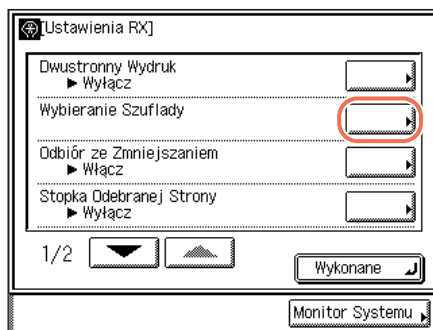 [Ustawienia RX]
Dwustronny Wydruk
► Wyłącz
Wybieranie Szuflady
Odbiór ze Zmniejszaniem
► Włącz
Stopka Odebranej Strony
► Wyłącz
1/2
Wykonane
Monitor Systemu